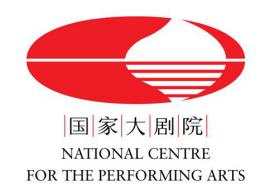 国家大剧院
NATIONAL CENTRE
FOR THE PERFORMING ARTS